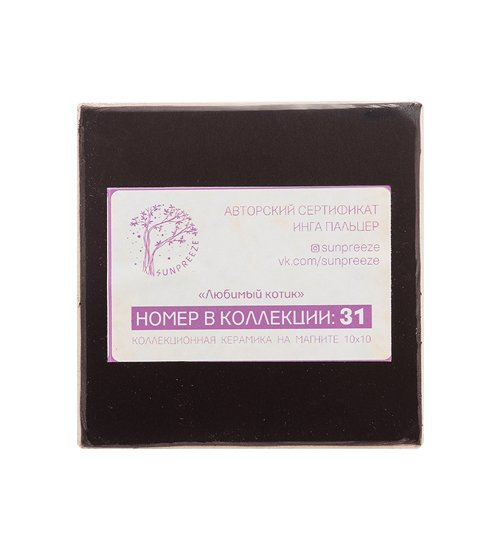 SUNPREEZE
АВТОРСКИЙ СЕРТИФИКАТ
ИНГА ПАЛЬЦЕР
sunpreeze
vk.com/sunpreeze
«Любимый котик»
НОМЕР В КОЛЛЕКЦИИ: 31
КОЛЛЕКЦИОННАЯ КЕРАМИКА НА МАГНИТЕ 10x10